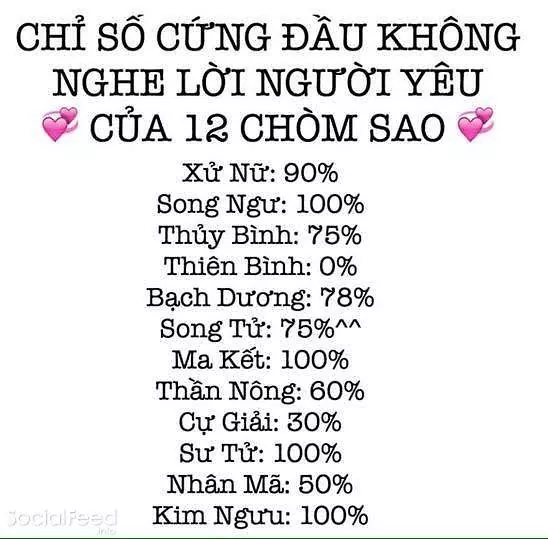 CHỈ SỐ CỨNG ĐẦU KHÔNG
NGHE LỜI NGƯỜI YÊU
💞 CỦA 12 CHÒM SAO 💞
Xử Nữ: 90%
Song Ngư: 100%
Thủy Bình: 75%
Thiên Bình: 0%
Bạch Dương: 78%
Song Tử: 75%^^
Ma Kết: 100%
Thần Nông: 60%
Cự Giải: 30%
Sư Tử: 100%
Nhân Mã: 50%
Kim Ngưu: 100%
SocialFeed
.info